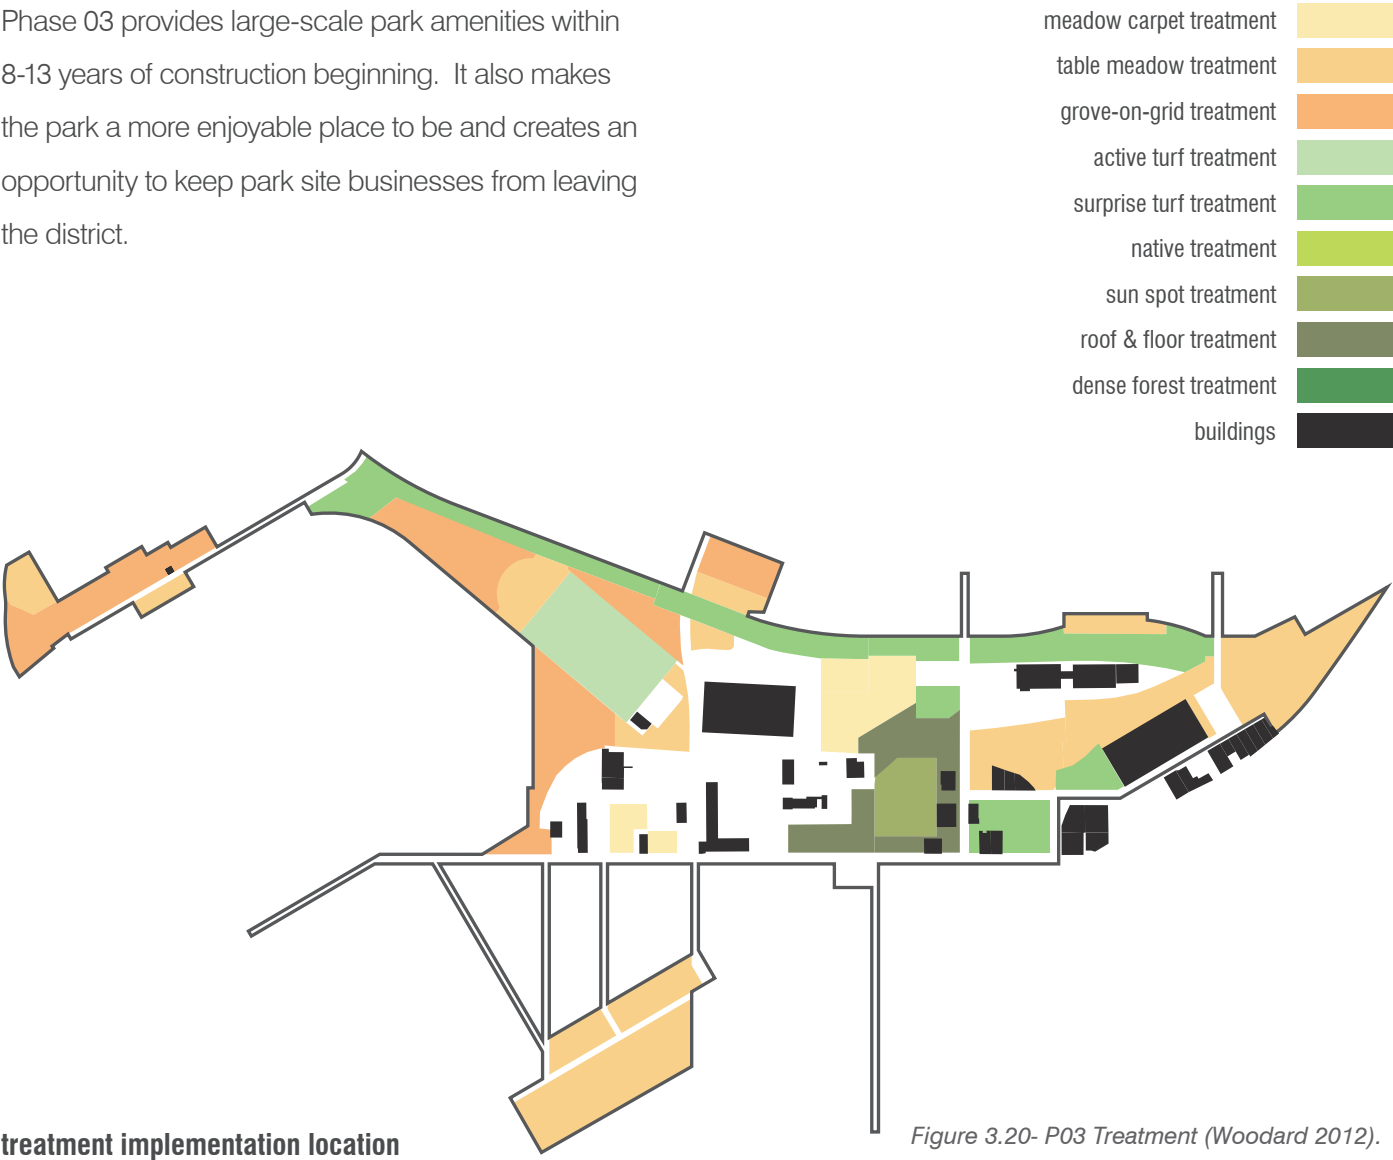 Phase 03 provides large-scale park amenities within
8-13 years of construction beginning.  It also makes
the park a more enjoyable place to be and creates an
opportunity to keep park site businesses from leaving
the district.
meadow carpet treatment
table meadow treatment
grove-on-grid treatment
active turf treatment
surprise turf treatment
native treatment
sun spot treatment
roof & floor treatment
dense forest treatment
buildings
treatment implementation location
Figure 3.20- P03 Treatment (Woodard 2012).